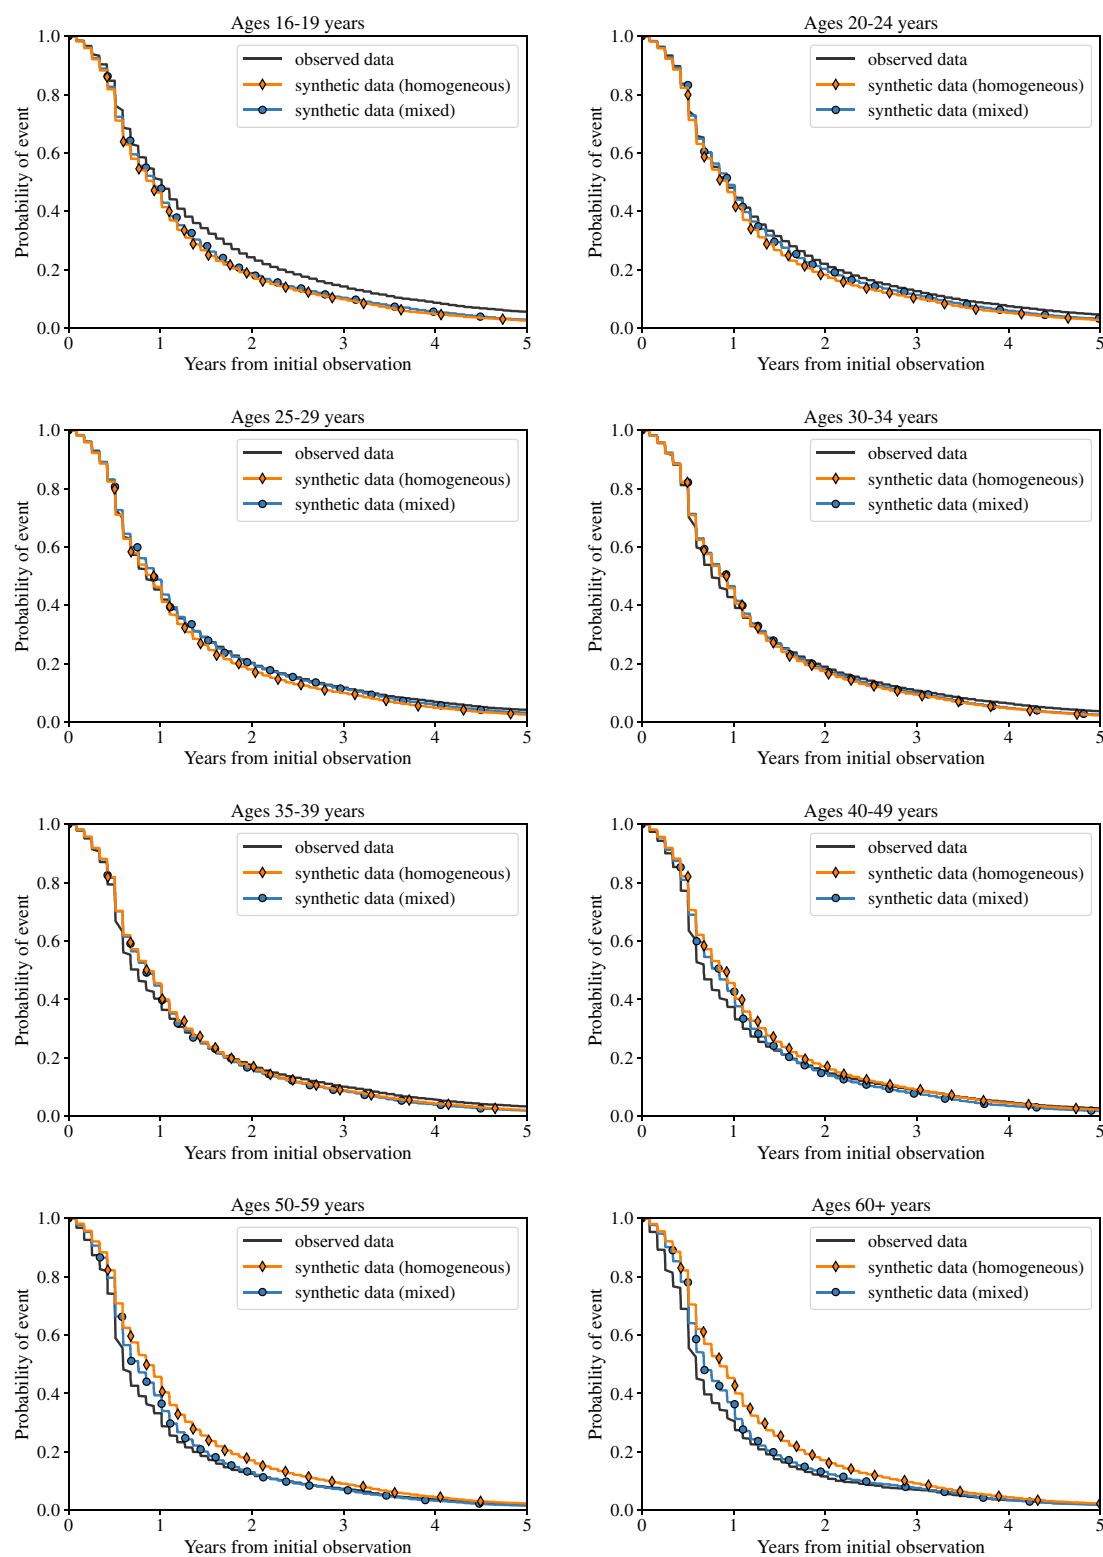 Ages 16-19 years
Probability of event
1.0
0.8
0.6
0.4
0.2
0.0
observed data
synthetic data (homogeneous)
synthetic data (mixed)
0 1 2 3 4 5
Years from initial observation
Ages 20-24 years
Probability of event
1.0
0.8
0.6
0.4
0.2
0.0
observed data
synthetic data (homogeneous)
synthetic data (mixed)
0 1 2 3 4 5
Years from initial observation
Ages 25-29 years
Probability of event
1.0
0.8
0.6
0.4
0.2
0.0
observed data
synthetic data (homogeneous)
synthetic data (mixed)
0 1 2 3 4 5
Years from initial observation
Ages 30-34 years
Probability of event
1.0
0.8
0.6
0.4
0.2
0.0
observed data
synthetic data (homogeneous)
synthetic data (mixed)
0 1 2 3 4 5
Years from initial observation
Ages 35-39 years
Probability of event
1.0
0.8
0.6
0.4
0.2
0.0
observed data
synthetic data (homogeneous)
synthetic data (mixed)
0 1 2 3 4 5
Years from initial observation
Ages 40-49 years
Probability of event
1.0
0.8
0.6
0.4
0.2
0.0
observed data
synthetic data (homogeneous)
synthetic data (mixed)
0 1 2 3 4 5
Years from initial observation
Ages 50-59 years
Probability of event
1.0
0.8
0.6
0.4
0.2
0.0
observed data
synthetic data (homogeneous)
synthetic data (mixed)
0 1 2 3 4 5
Years from initial observation
Ages 60+ years
Probability of event
1.0
0.8
0.6
0.4
0.2
0.0
observed data
synthetic data (homogeneous)
synthetic data (mixed)
0 1 2 3 4 5
Years from initial observation